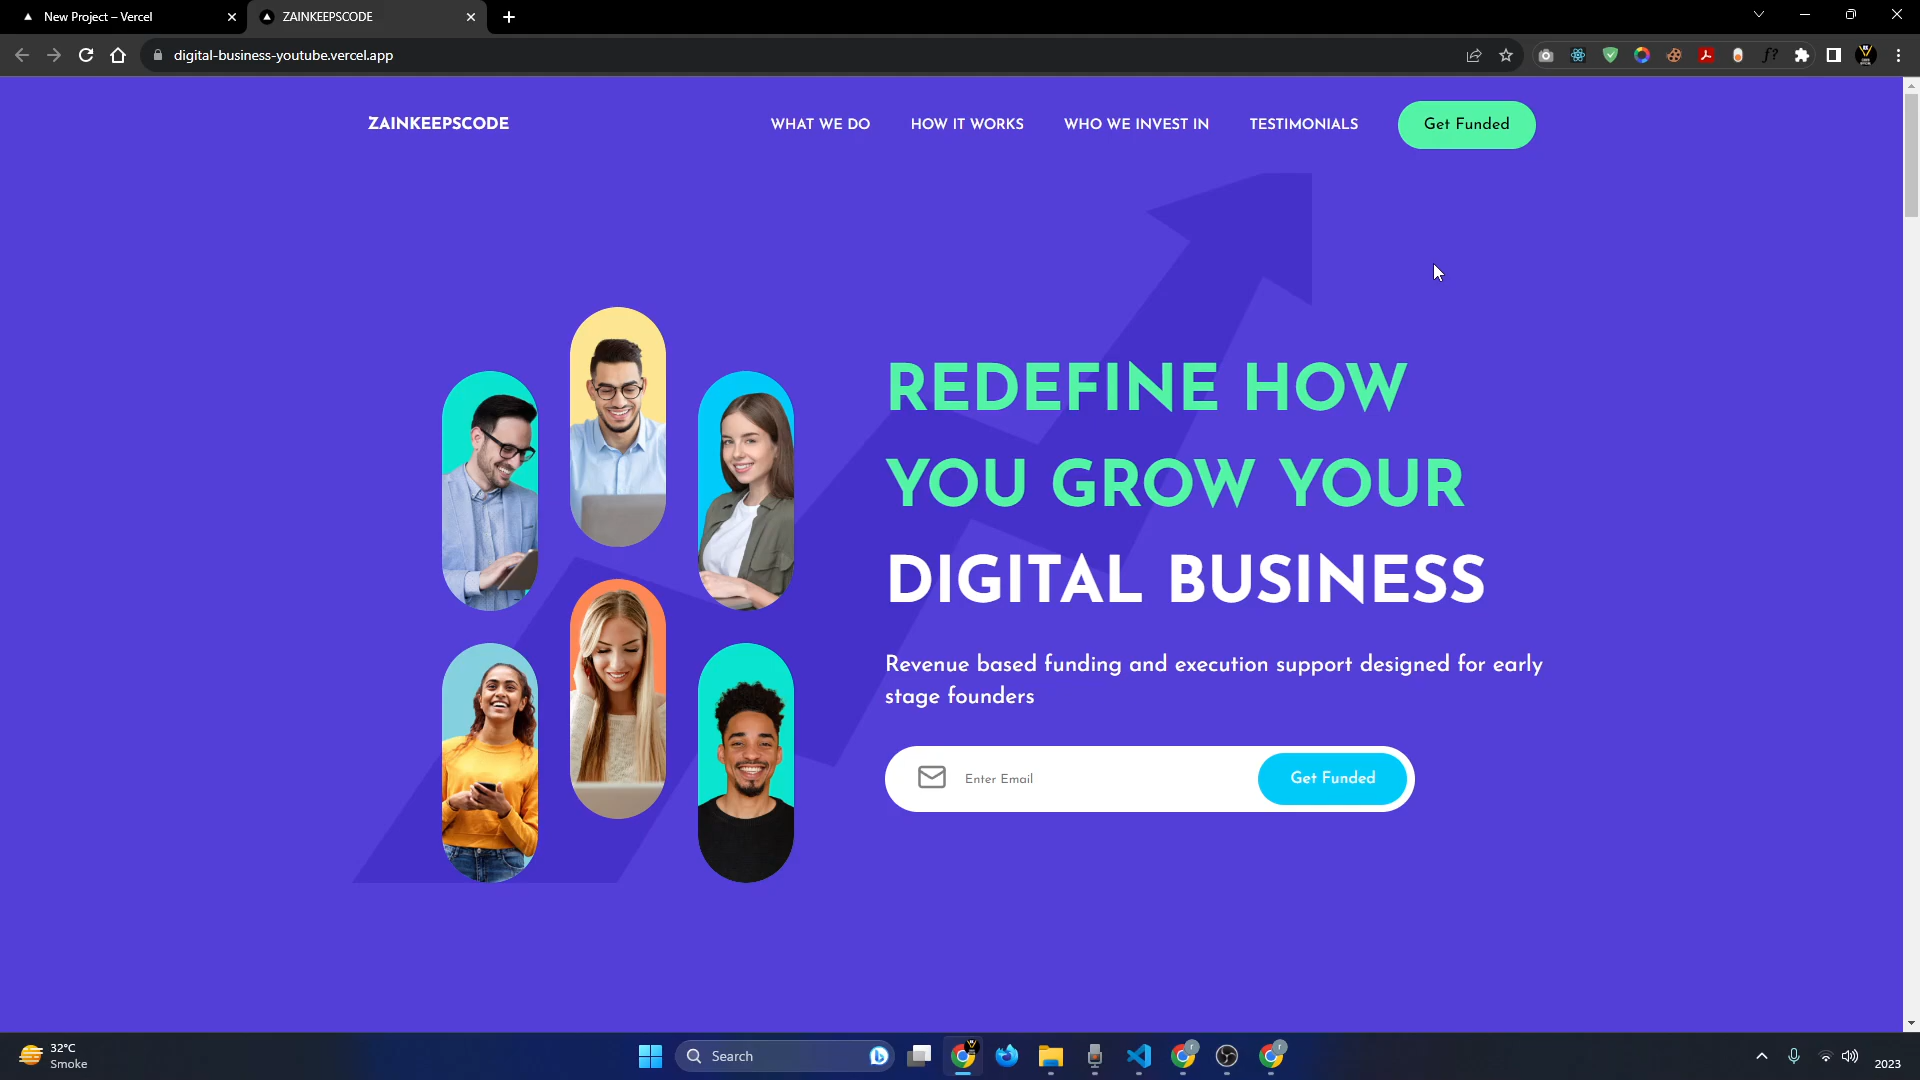 New Project – Vercel
ZAINKEEPSCODE
digital-business-youtube.vercel.app
ZAINKEEPSCODE
WHAT WE DO
HOW IT WORKS
WHO WE INVEST IN
TESTIMONIALS
Get Funded
REDEFINE HOW
YOU GROW YOUR
DIGITAL BUSINESS
Revenue based funding and execution support designed for early
stage founders
Enter Email
Get Funded
32°C
Smoke
Search
2023